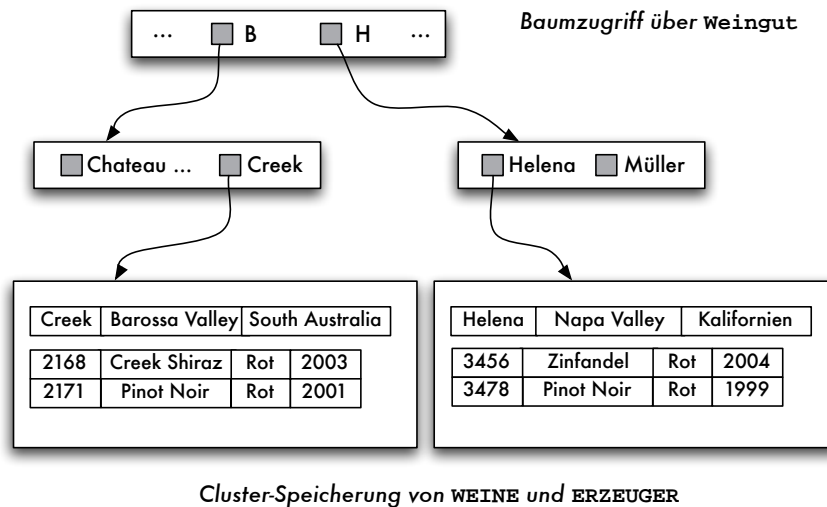 Baumzugriff über Weingut
... B H ...
Chateau ... Creek
Helena Müller
Creek Barossa Valley South Australia
2168 Creek Shiraz Rot 2003
2171 Pinot Noir Rot 2001
Helena Napa Valley Kalifornien
3456 Zinfandel Rot 2004
3478 Pinot Noir Rot 1999
Cluster-Speicherung von WEINE und ERZEUGER